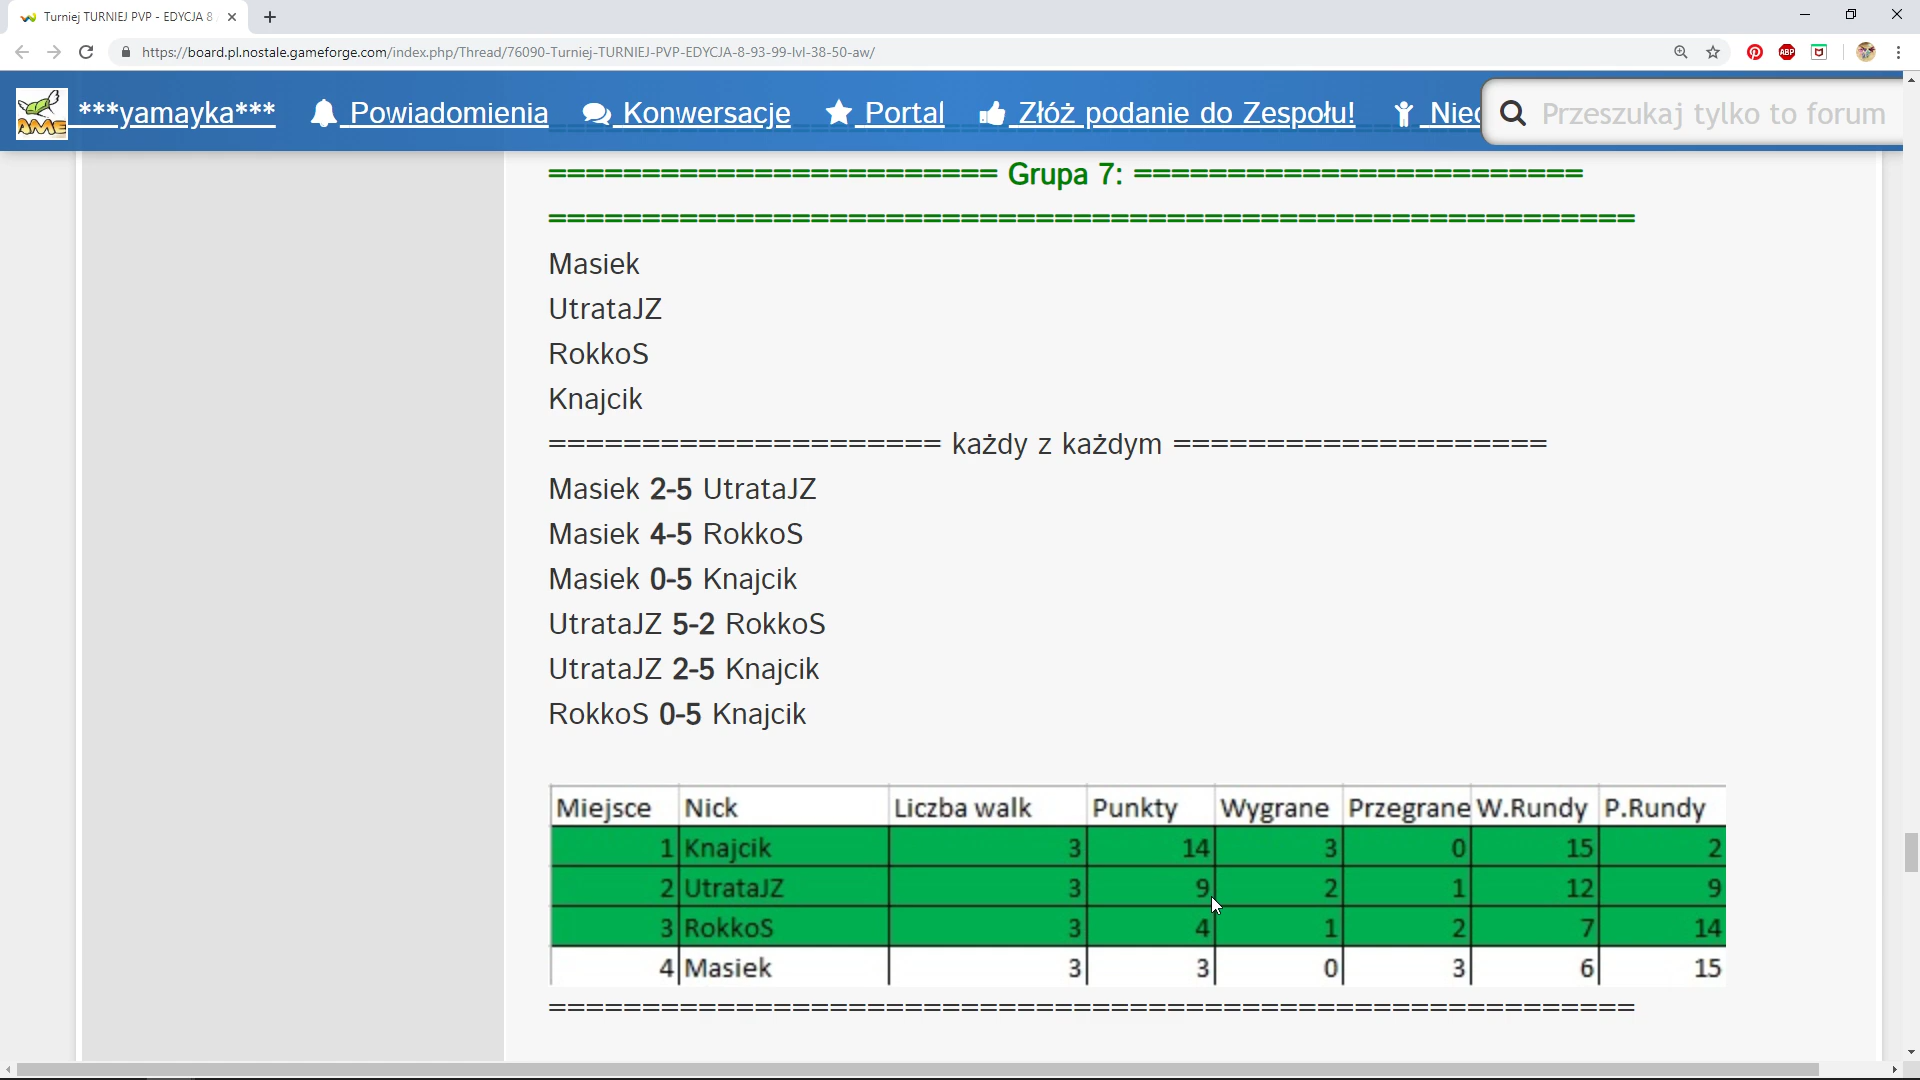 Turniej TURNIEJ PVP - EDYCJA 8
https://board.pl.nostale.gameforge.com/index.php/Thread/76090-Turniej-TURNIEJ-PVP-EDYCJA-8-93-99-lvl-38-50-aw/
ABP
AME ***yamayka*** Powiadomienia Konwersacje Portal Złóż podanie do Zespołu! Niec Przeszukaj tylko to forum
======================== Grupa 7: ========================
==========================================================
Masiek
UtrataJZ
RokkoS
Knajcik
===================== każdy z każdym ====================
Masiek 2-5 UtrataJZ
Masiek 4-5 RokkoS
Masiek 0-5 Knajcik
UtrataJZ 5-2 RokkoS
UtrataJZ 2-5 Knajcik
RokkoS 0-5 Knajcik
Miejsce Nick Liczba walk Punkty Wygrane Przegrane W.Rundy P.Rundy
1 Knajcik 3 14 3 0 15 2
2 UtrataJZ 3 9 2 1 12 9
3 RokkoS 3 4 1 2 7 14
4 Masiek 3 3 0 3 6 15
==========================================================